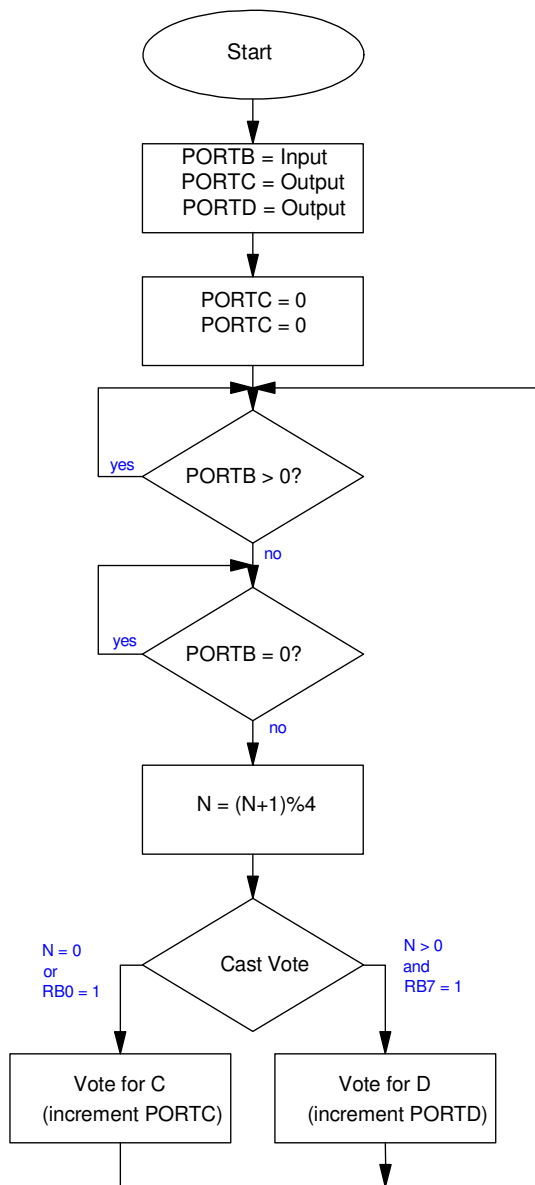 Start
PORTB = Input
PORTC = Output
PORTD = Output
PORTC = 0
PORTC = 0
yes
PORTB > 0?
no
yes
PORTB = 0?
no
N = (N+1)%4
Cast Vote
N = 0
or
RB0 = 1
N > 0
and
RB7 = 1
Vote for C
(increment PORTC)
Vote for D
(increment PORTD)